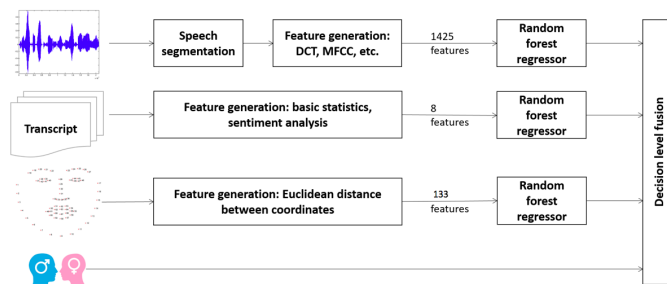 Speech
segmentation
Feature generation:
DCT, MFCC, etc.
1425
features
Random
forest
regressor
Transcript
Feature generation: basic statistics,
sentiment analysis
8
features
Random
forest
regressor
Feature generation: Euclidean distance
between coordinates
133
features
Random
forest
regressor
Decision level fusion